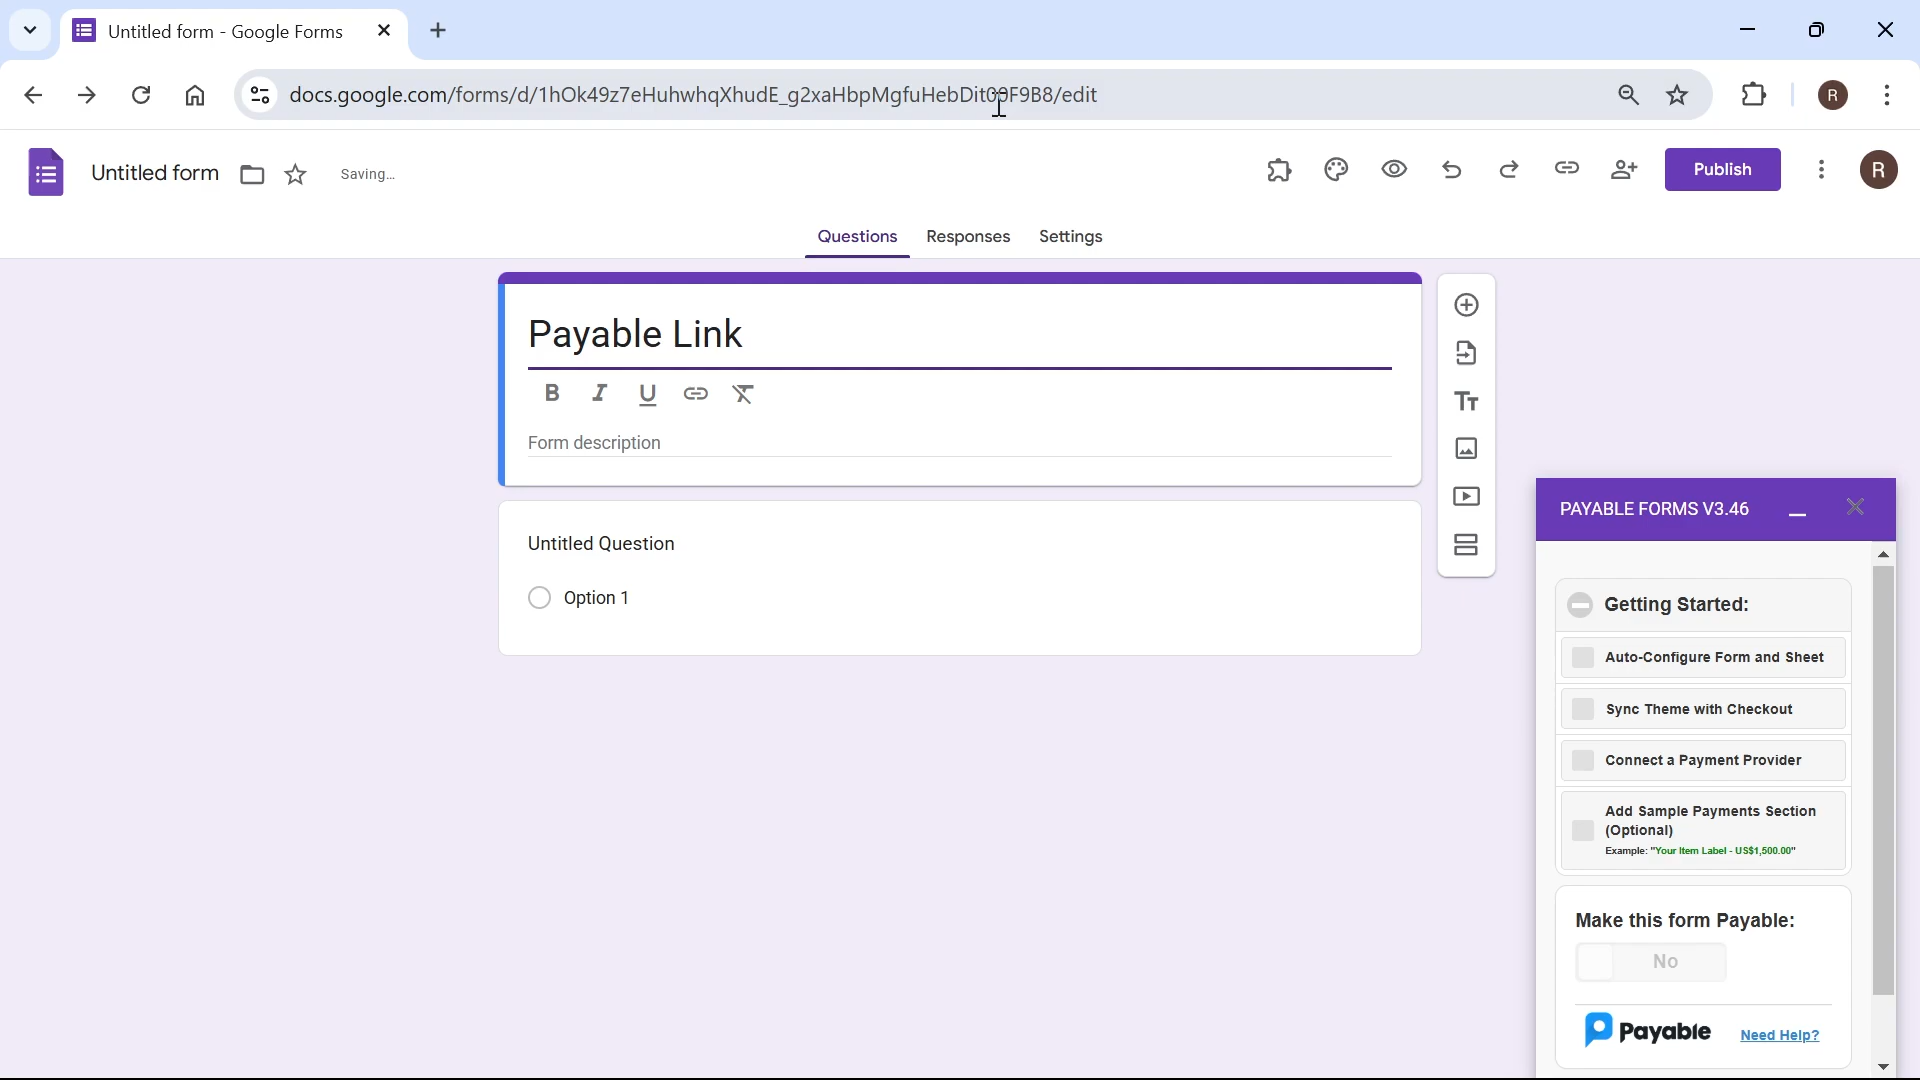 Untitled form - Google Forms
docs.google.com/forms/d/1hOk49z7eHuhwhqXhudE_g2xaHbpMgfuHebDit00F9B8/edit
R
Untitled form
Saving...
Publish
R
Questions
Responses
Settings
Payable Link
B
I
U
Form description
Untitled Question
Option 1
PAYABLE FORMS V3.46
Getting Started:
Auto-Configure Form and Sheet
Sync Theme with Checkout
Connect a Payment Provider
Add Sample Payments Section
(Optional)
Example: "Your Item Label - US$1,500.00"
Make this form Payable:
No
Payable
Need Help?